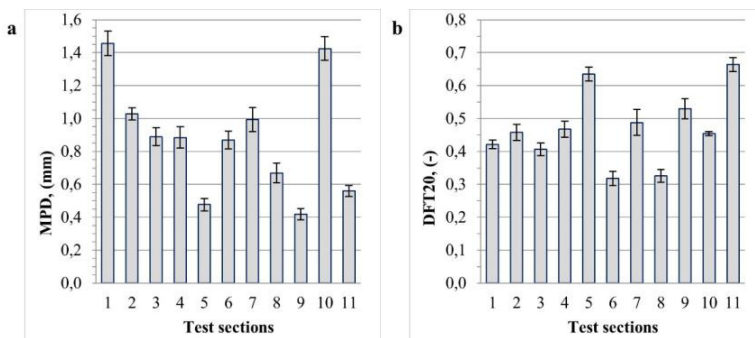 a
MPD, (mm)
1,6
1,4
1,2
1,0
0,8
0,6
0,4
0,2
0,0
1 2 3 4 5 6 7 8 9 10 11
Test sections
b
DFT20, (-)
0,8
0,7
0,6
0,5
0,4
0,3
0,2
0,1
0,0
1 2 3 4 5 6 7 8 9 10 11
Test sections